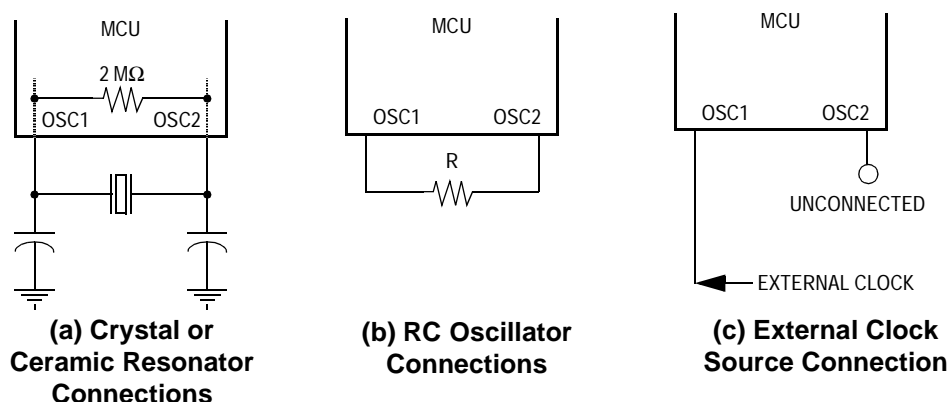 MCU
2 MΩ
OSC1 OSC2
(a) Crystal or
Ceramic Resonator
Connections
MCU
OSC1 OSC2
R
(b) RC Oscillator
Connections
MCU
OSC1 OSC2
UNCONNECTED
EXTERNAL CLOCK
(c) External Clock
Source Connection